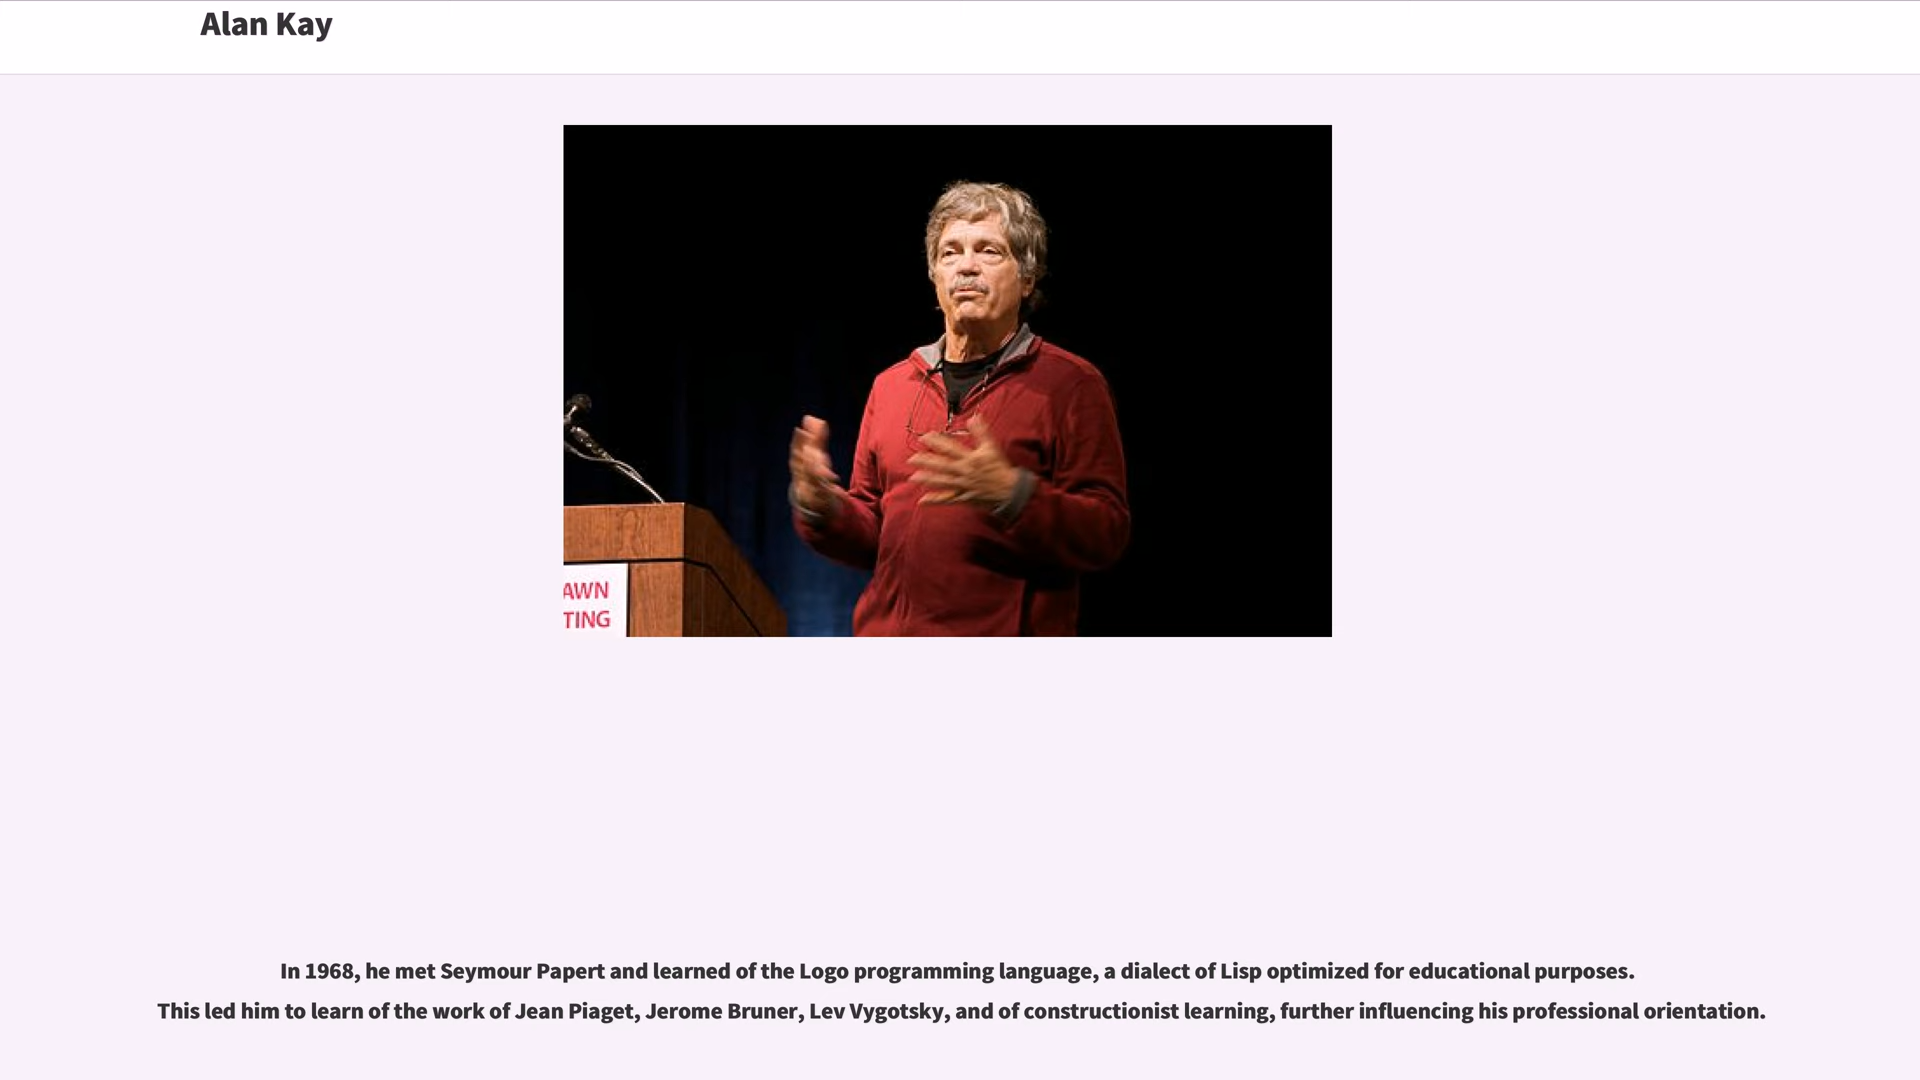 Alan Kay
AWN
TING
In 1968, he met Seymour Papert and learned of the Logo programming language, a dialect of Lisp optimized for educational purposes.
This led him to learn of the work of Jean Piaget, Jerome Bruner, Lev Vygotsky, and of constructionist learning, further influencing his professional orientation.